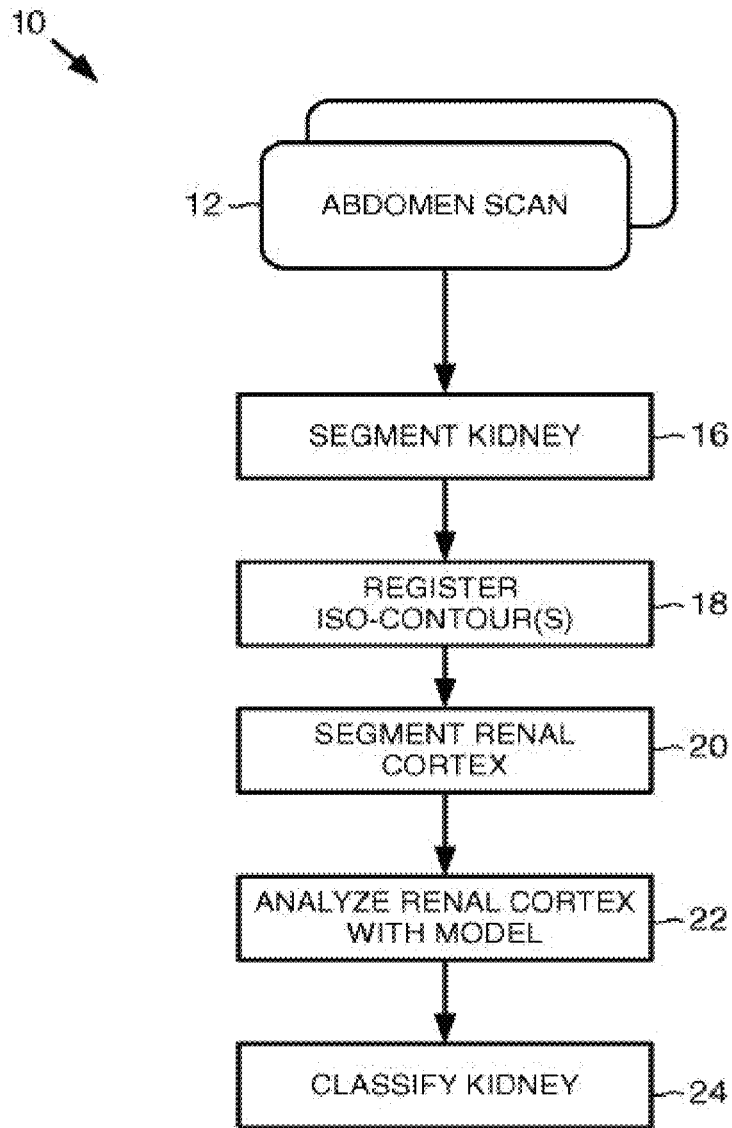 10
12
ABDOMEN SCAN
SEGMENT KIDNEY
16
REGISTER
ISO-CONTOUR(S)
18
SEGMENT RENAL
CORTEX
20
ANALYZE RENAL CORTEX
WITH MODEL
22
CLASSIFY KIDNEY
24